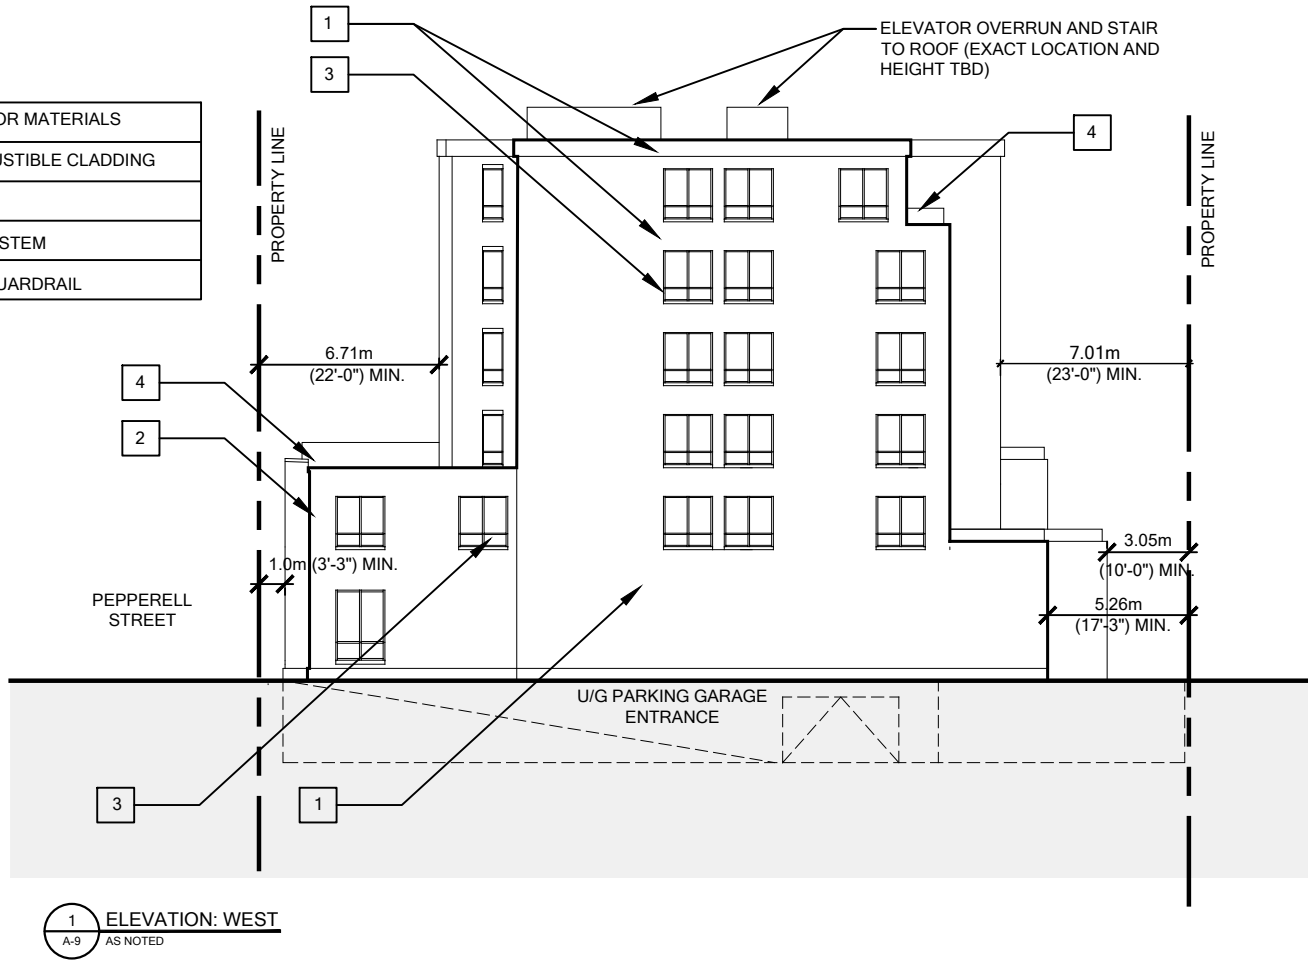 1
3
ELEVATOR OVERRUN AND STAIR
TO ROOF (EXACT LOCATION AND
HEIGHT TBD)
4
OR MATERIALS
USTIBLE CLADDING
STEM
UARDRAIL
PROPERTY LINE
PROPERTY LINE
6.71m
(22'-0") MIN.
7.01m
(23'-0") MIN.
4
2
1.0m (3'-3") MIN.
3.05m
(10'-0") MIN.
5.26m
(17'-3") MIN.
PEPPERELL
STREET
U/G PARKING GARAGE
ENTRANCE
3
1
1
A-9
ELEVATION: WEST
AS NOTED